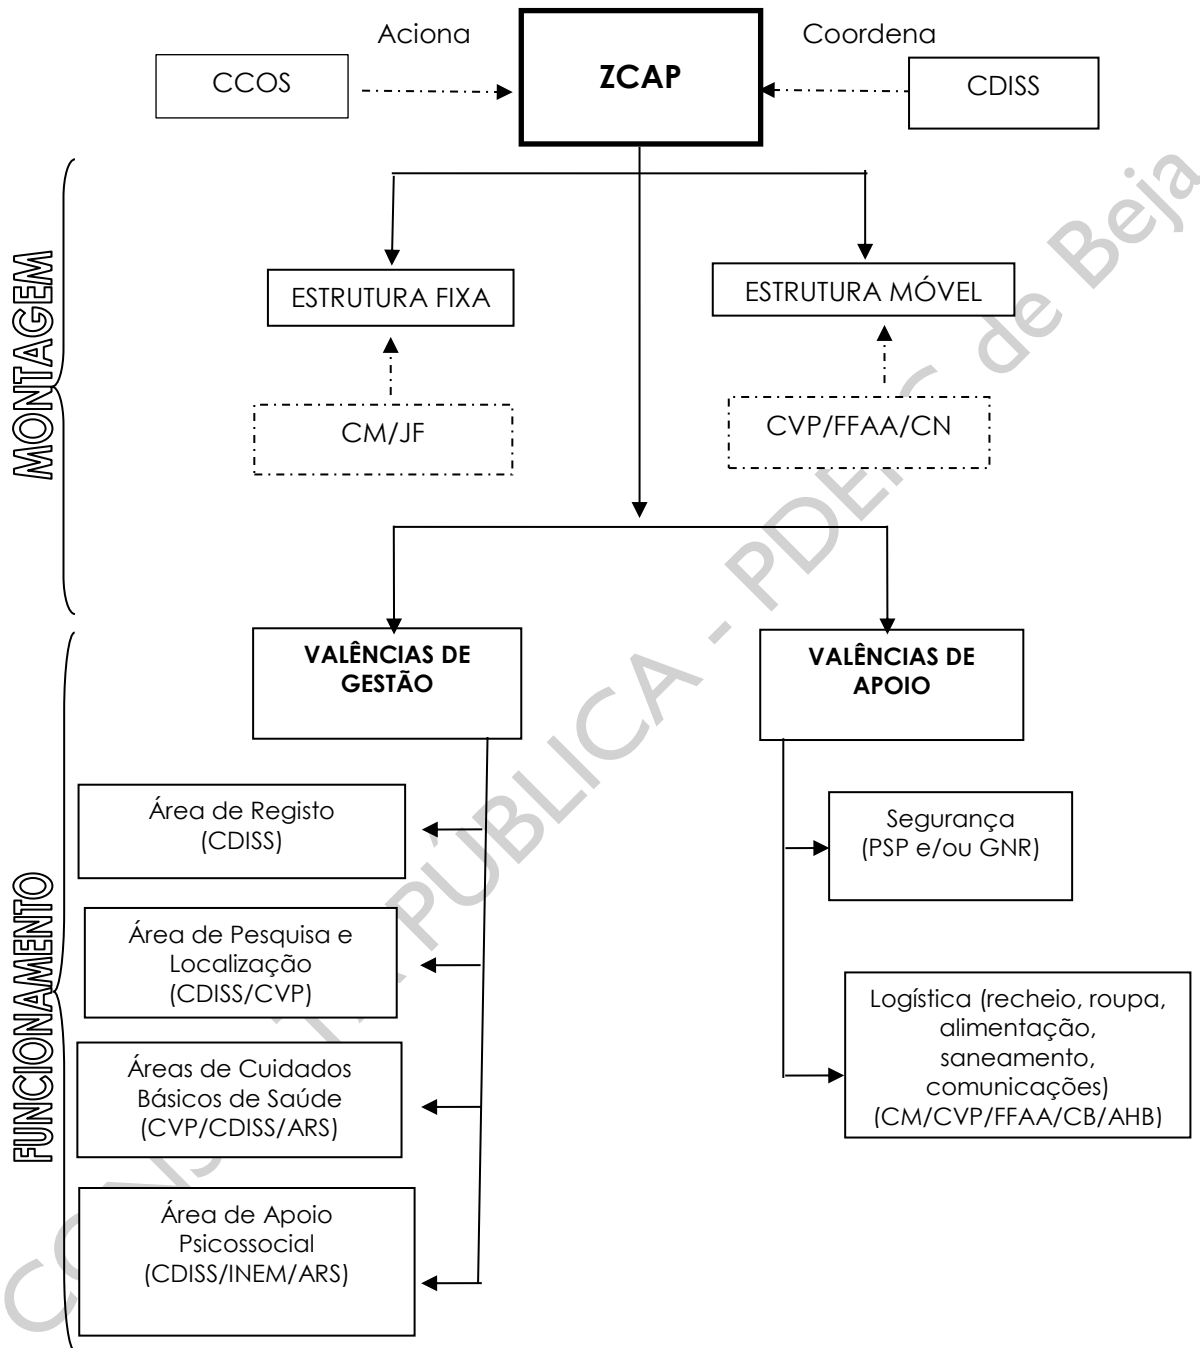 Aciona
ZCAP
Coordena
CCOS
CDISS
MONTAGEM
ESTRUTURA FIXA
ESTRUTURA MÓVEL
CM/JF
CVP/FFAA/CN
VALÊNCIAS DE
GESTÃO
VALÊNCIAS DE
APOIO
FUNCIONAMENTO
Área de Registo
(CDISS)
Área de Pesquisa e
Localização
(CDISS/CVP)
Áreas de Cuidados
Básicos de Saúde
(CVP/CDISS/ARS)
Área de Apoio
Psicossocial
(CDISS/INEM/ARS)
Segurança
(PSP e/ou GNR)
Logística (recheio, roupa,
alimentação,
saneamento,
comunicações)
(CM/CVP/FFAA/CB/AHB)
PÚBLICA - de Beja